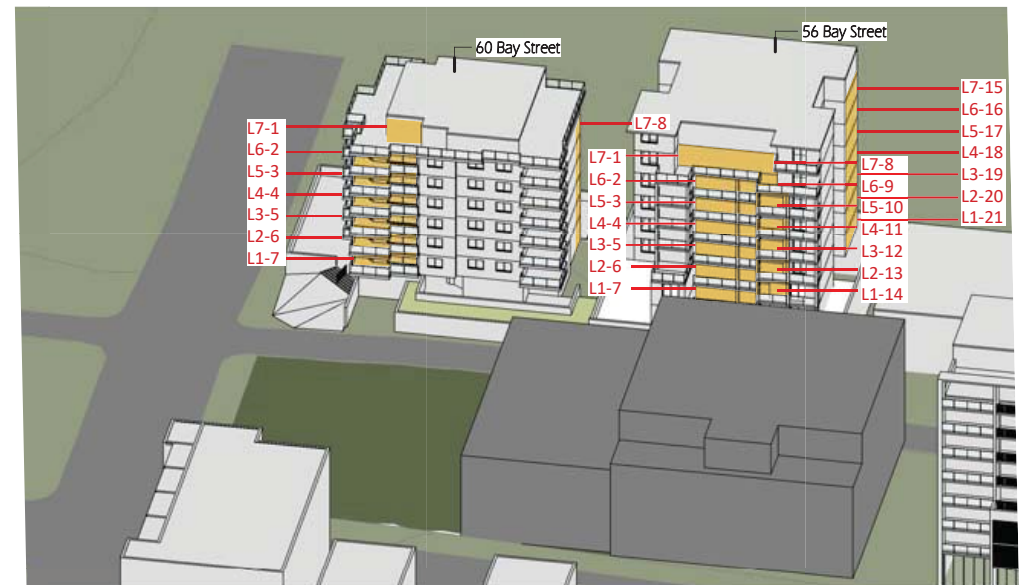 60 Bay Street
56 Bay Street
L7-1
L6-2
L5-3
L4-4
L3-5
L2-6
L1-7
L7-8
L7-1
L6-2
L5-3
L4-4
L3-5
L2-6
L1-7
L7-8
L6-9
L5-10
L4-11
L3-12
L2-13
L1-14
L7-15
L6-16
L5-17
L4-18
L3-19
L2-20
L1-21